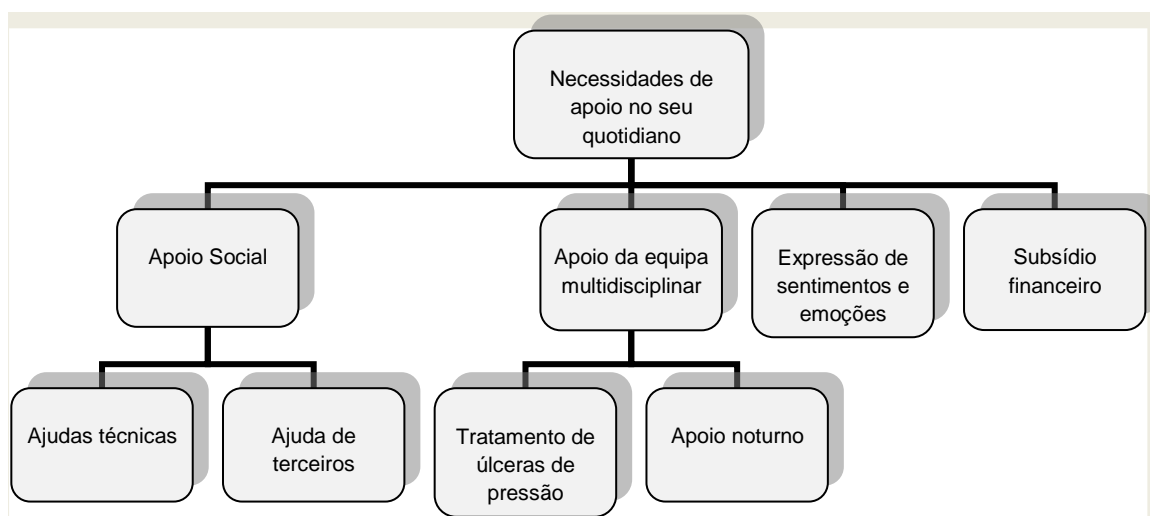 Necessidades de
apoio no seu
quotidiano
Apoio Social
Apoio da equipa
multidisciplinar
Expressão de
sentimentos e
emoções
Subsídio
financeiro
Ajudas técnicas
Ajuda de
terceiros
Tratamento de
úlceras de
pressão
Apoio noturno